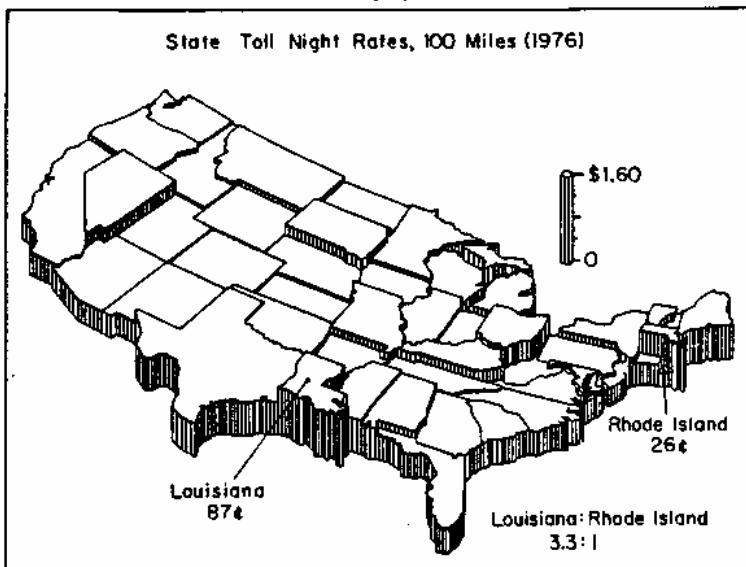 State Toll Night Rates, 100 Miles (1976)
$1.60
0
Rhode Island
26¢
Louisiana
87¢
Louisiana: Rhode Island
3.3:1